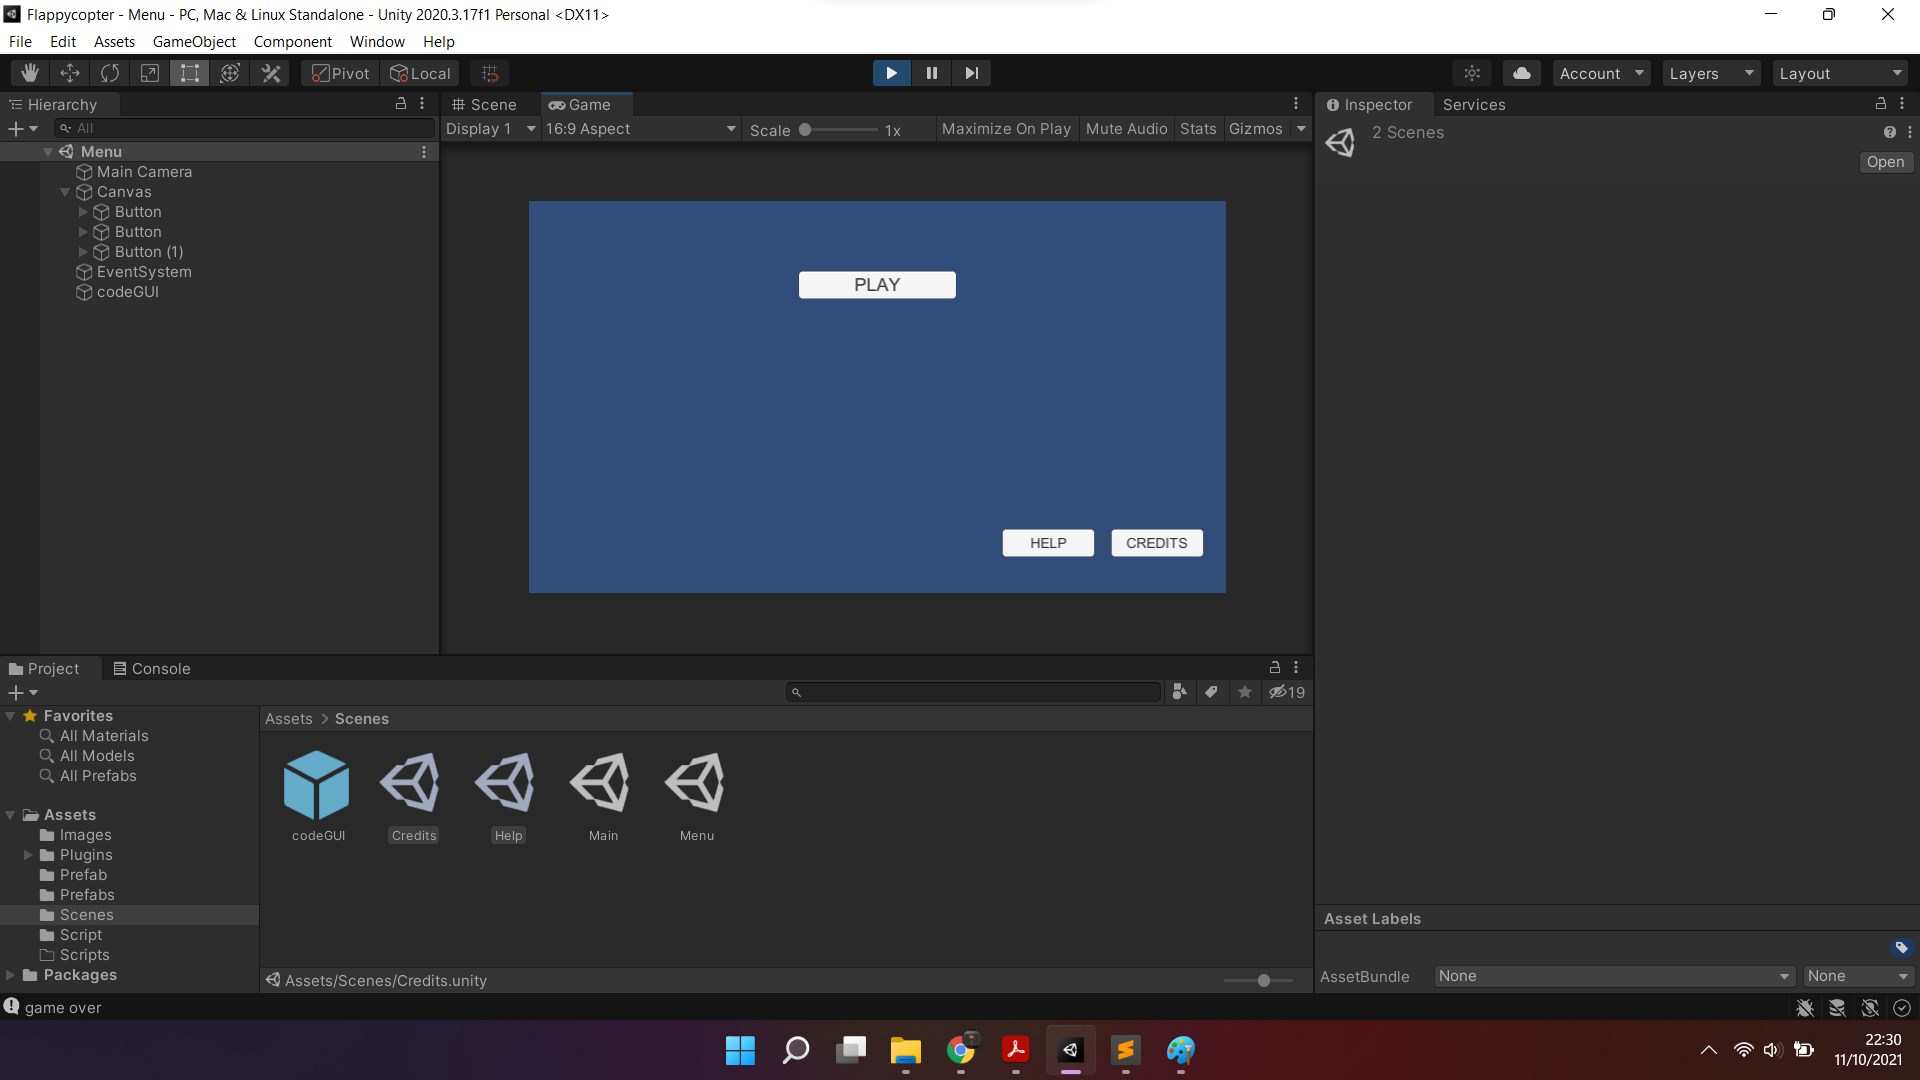 Flappycopter - Menu - PC, Mac & Linux Standalone - Unity 2020.3.17f1 Personal <DX11>
File Edit Assets GameObject Component Window Help
Pivot Local Account Layers Layout
Hierarchy
All
Menu
Main Camera
Canvas
Button
Button
Button (1)
EventSystem
codeGUI
Scene Game
Display 1 16:9 Aspect Scale 1x Maximize On Play Mute Audio Stats Gizmos
PLAY
HELP CREDITS
Inspector Services
2 Scenes
Open
Project Console
19
Favorites
All Materials
All Models
All Prefabs
Assets
Images
Plugins
Prefab
Prefabs
Scenes
Script
Scripts
Packages
Assets > Scenes
codeGUI Credits Help Main Menu
Assets/Scenes/Credits.unity
Asset Labels
AssetBundle None None
game over
22:30
11/10/2021